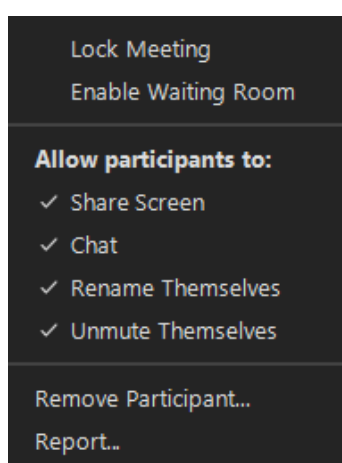 Lock Meeting
Enable Waiting Room
Allow participants to:
Share Screen
Chat
Rename Themselves
Unmute Themselves
Remove Participant...
Report...